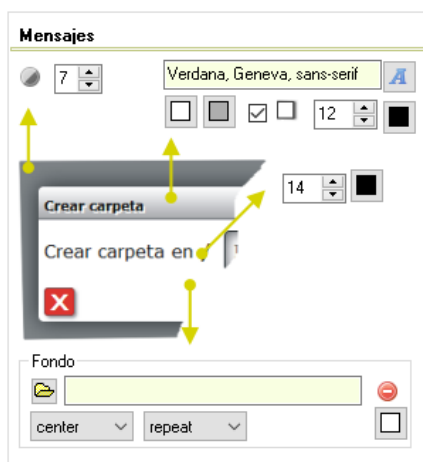 Mensajes
7
Verdana, Geneva, sans-serif
A
12
14
Crear carpeta
Crear carpeta en /
X
Fondo
center
repeat